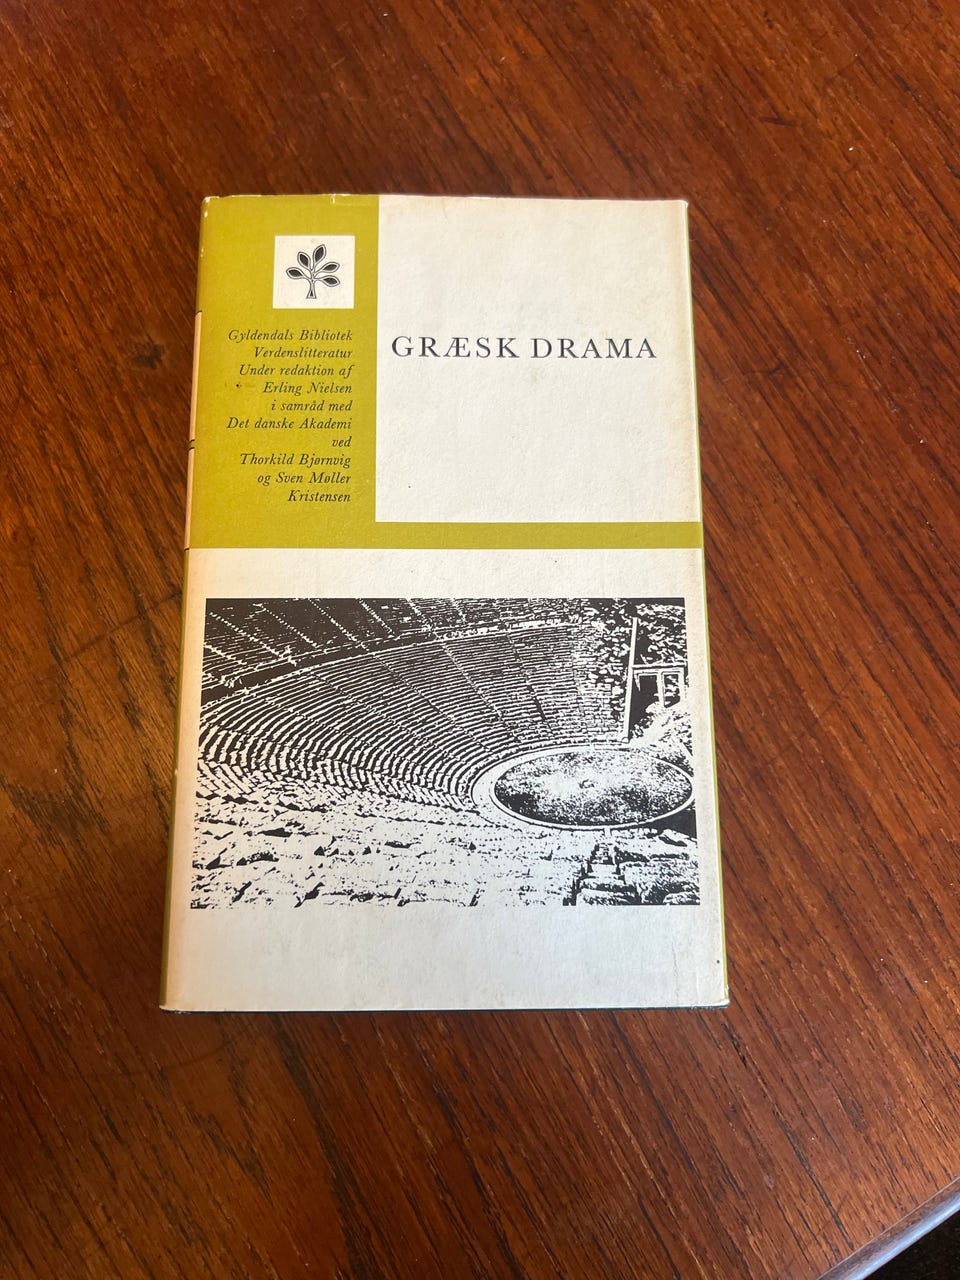 Gyldendals Bibliotek
Verdenslitteratur
Under redaktion af
Erling Nielsen
i samråd med
Det danske Akademi
ved
Thorkild Bjørnvig
og Sven Møller
Kristensen
GRÆSK DRAMA